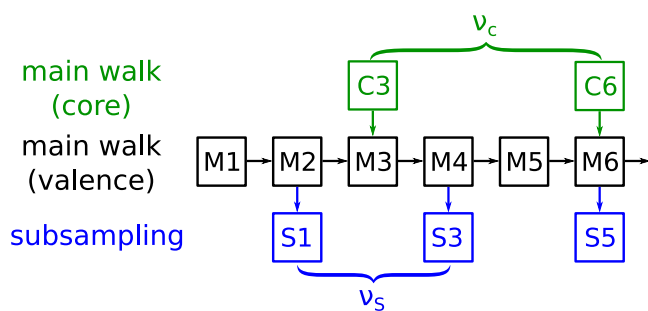 ν_c
main walk
(core)
C3 C6
main walk
(valence)
M1 M2 M3 M4 M5 M6
subsampling
S1 S3 S5
ν_S